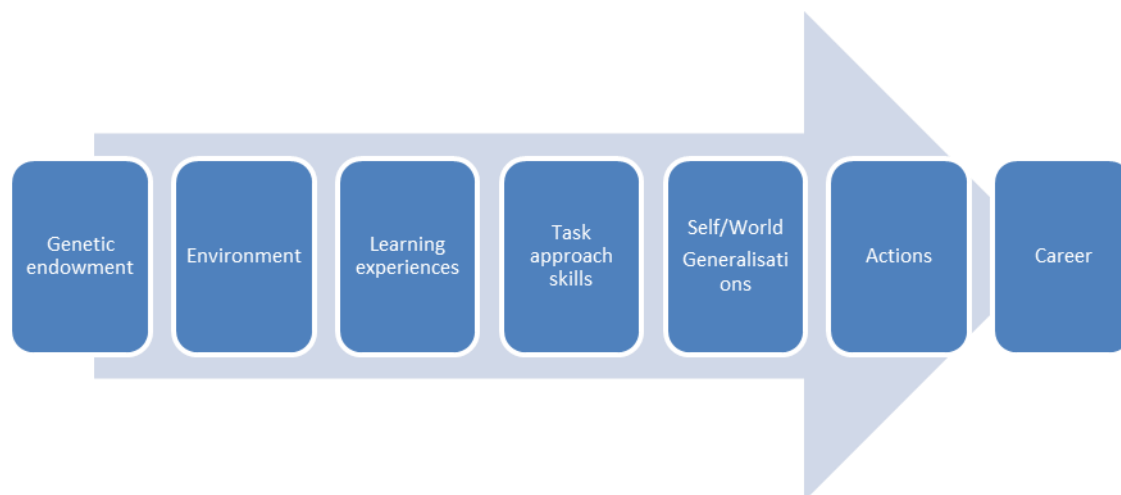 Genetic
endowment
Environment
Learning
experiences
Task
approach
skills
Self/World
Generalisati
ons
Actions
Career